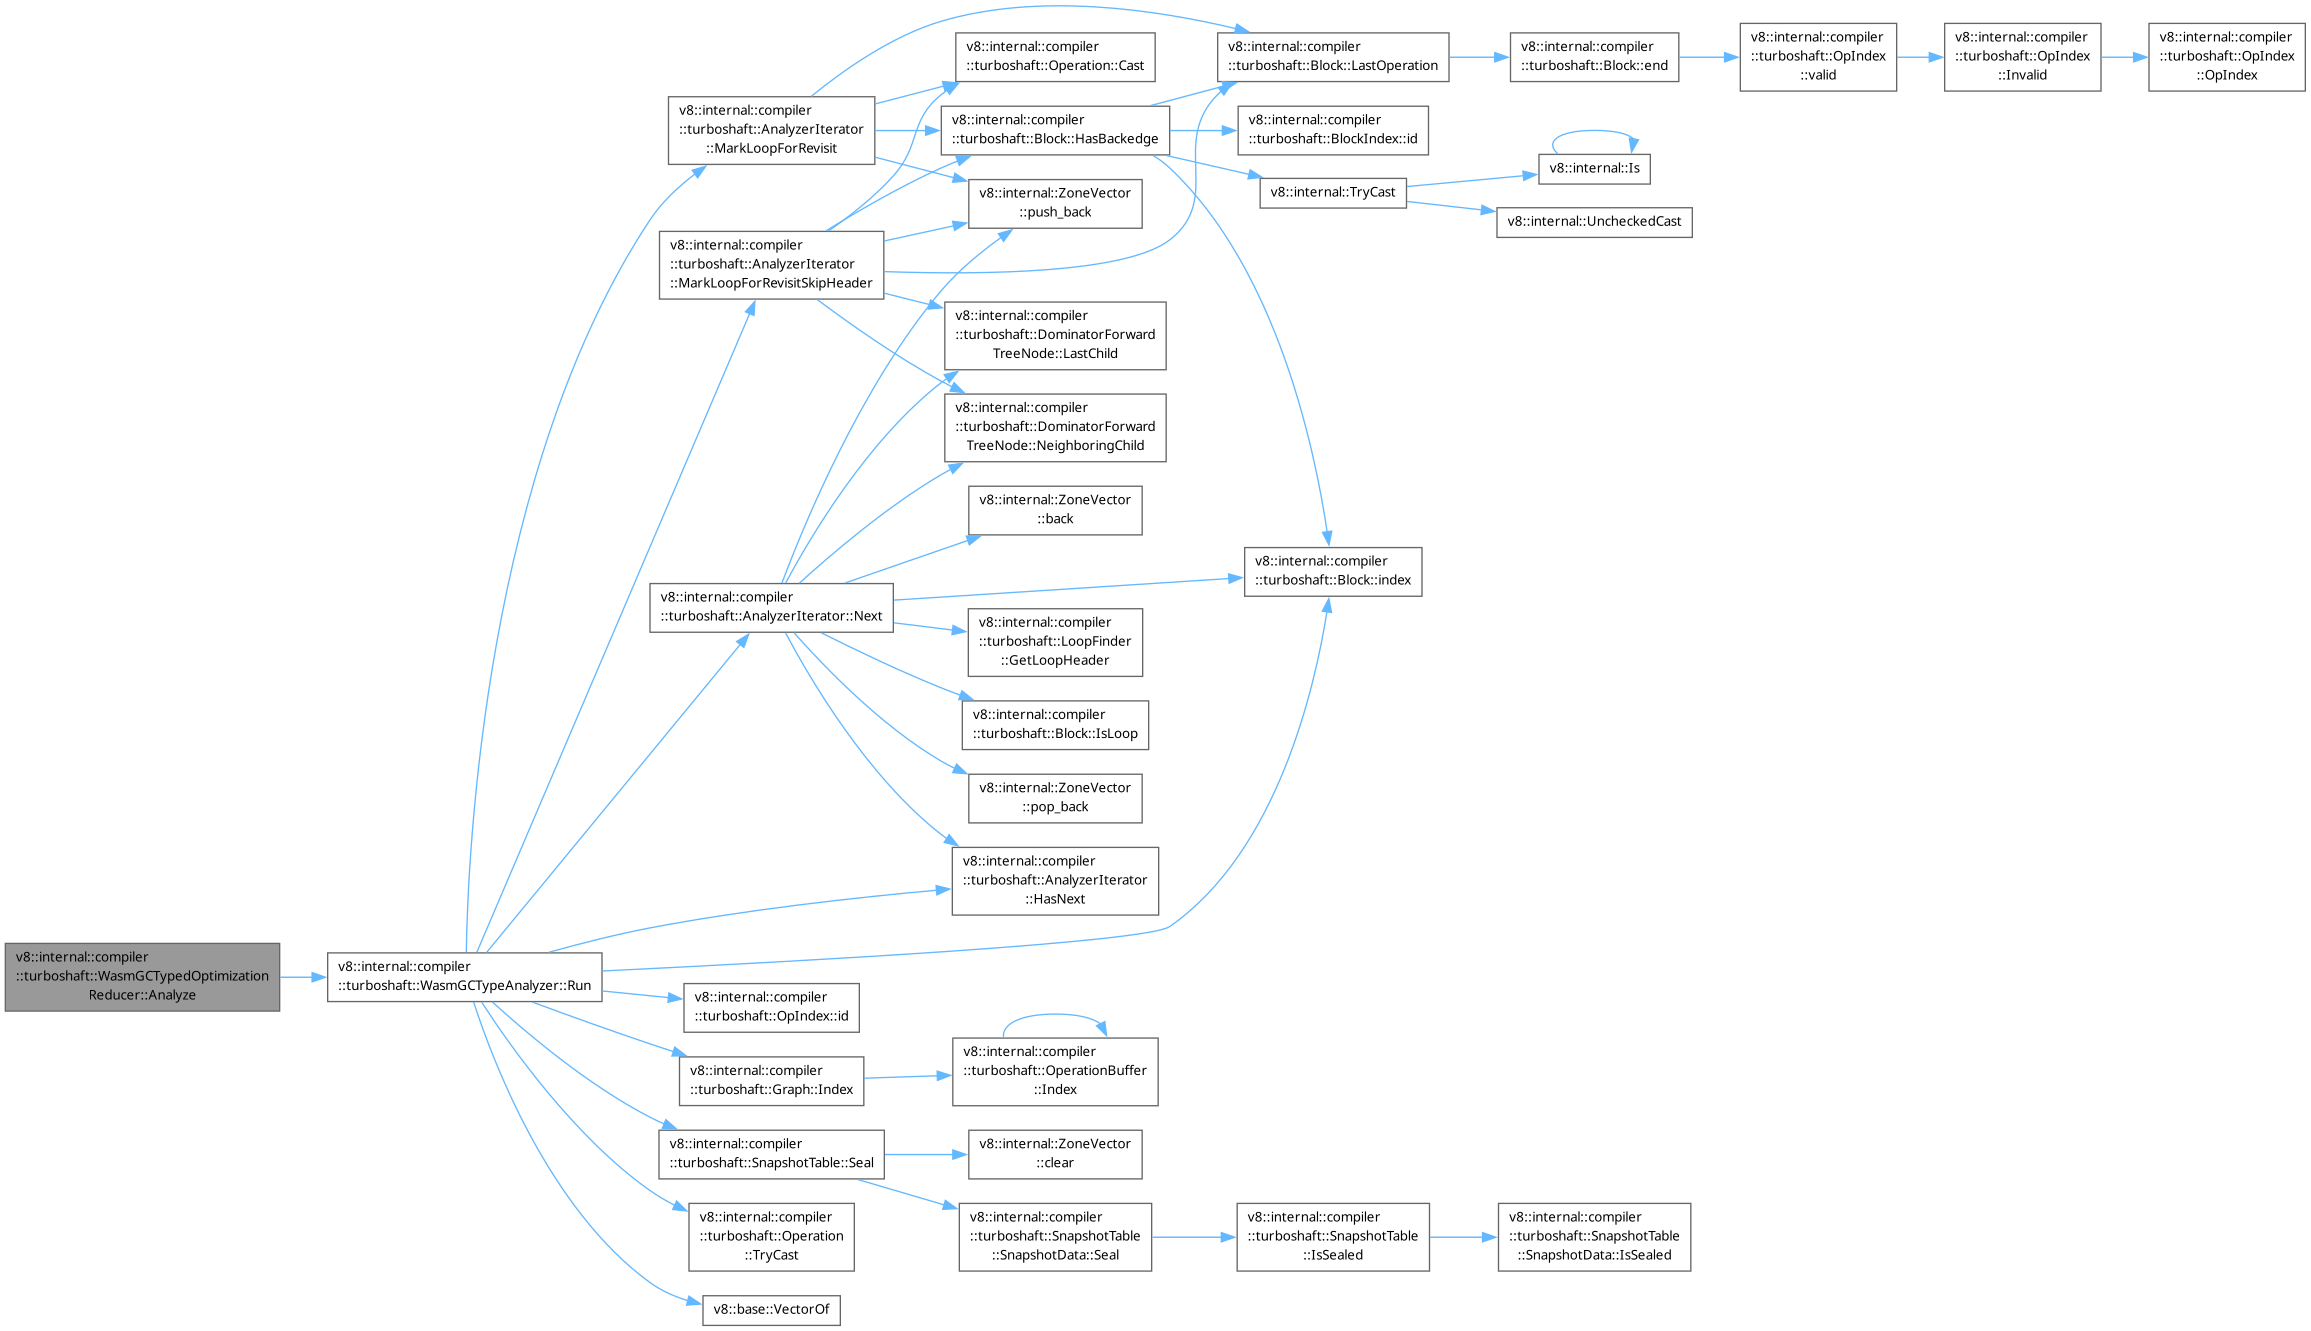 v8::internal::compiler
::turboshaft::WasmGCTypedOptimization
Reducer::Analyze
v8::internal::compiler
::turboshaft::WasmGCTypeAnalyzer::Run
v8::internal::compiler
::turboshaft::AnalyzerIterator
::MarkLoopForRevisit
v8::internal::compiler
::turboshaft::AnalyzerIterator
::MarkLoopForRevisitSkipHeader
v8::internal::compiler
::turboshaft::AnalyzerIterator::Next
v8::internal::compiler
::turboshaft::OpIndex::id
v8::internal::compiler
::turboshaft::Graph::Index
v8::internal::compiler
::turboshaft::SnapshotTable::Seal
v8::internal::compiler
::turboshaft::Operation
::TryCast
v8::base::VectorOf
v8::internal::compiler
::turboshaft::Operation::Cast
v8::internal::compiler
::turboshaft::Block::HasBackedge
v8::internal::ZoneVector
::push_back
v8::internal::compiler
::turboshaft::DominatorForward
TreeNode::LastChild
v8::internal::compiler
::turboshaft::DominatorForward
TreeNode::NeighboringChild
v8::internal::ZoneVector
::back
v8::internal::compiler
::turboshaft::LoopFinder
::GetLoopHeader
v8::internal::compiler
::turboshaft::Block::IsLoop
v8::internal::ZoneVector
::pop_back
v8::internal::compiler
::turboshaft::AnalyzerIterator
::HasNext
v8::internal::compiler
::turboshaft::OperationBuffer
::Index
v8::internal::ZoneVector
::clear
v8::internal::compiler
::turboshaft::SnapshotTable
::SnapshotData::Seal
v8::internal::compiler
::turboshaft::Block::LastOperation
v8::internal::compiler
::turboshaft::BlockIndex::id
v8::internal::TryCast
v8::internal::compiler
::turboshaft::Block::index
v8::internal::compiler
::turboshaft::SnapshotTable
::IsSealed
v8::internal::compiler
::turboshaft::Block::end
v8::internal::Is
v8::internal::UncheckedCast
v8::internal::compiler
::turboshaft::SnapshotTable
::SnapshotData::IsSealed
v8::internal::compiler
::turboshaft::OpIndex
::valid
v8::internal::compiler
::turboshaft::OpIndex
::Invalid
v8::internal::compiler
::turboshaft::OpIndex
::OpIndex